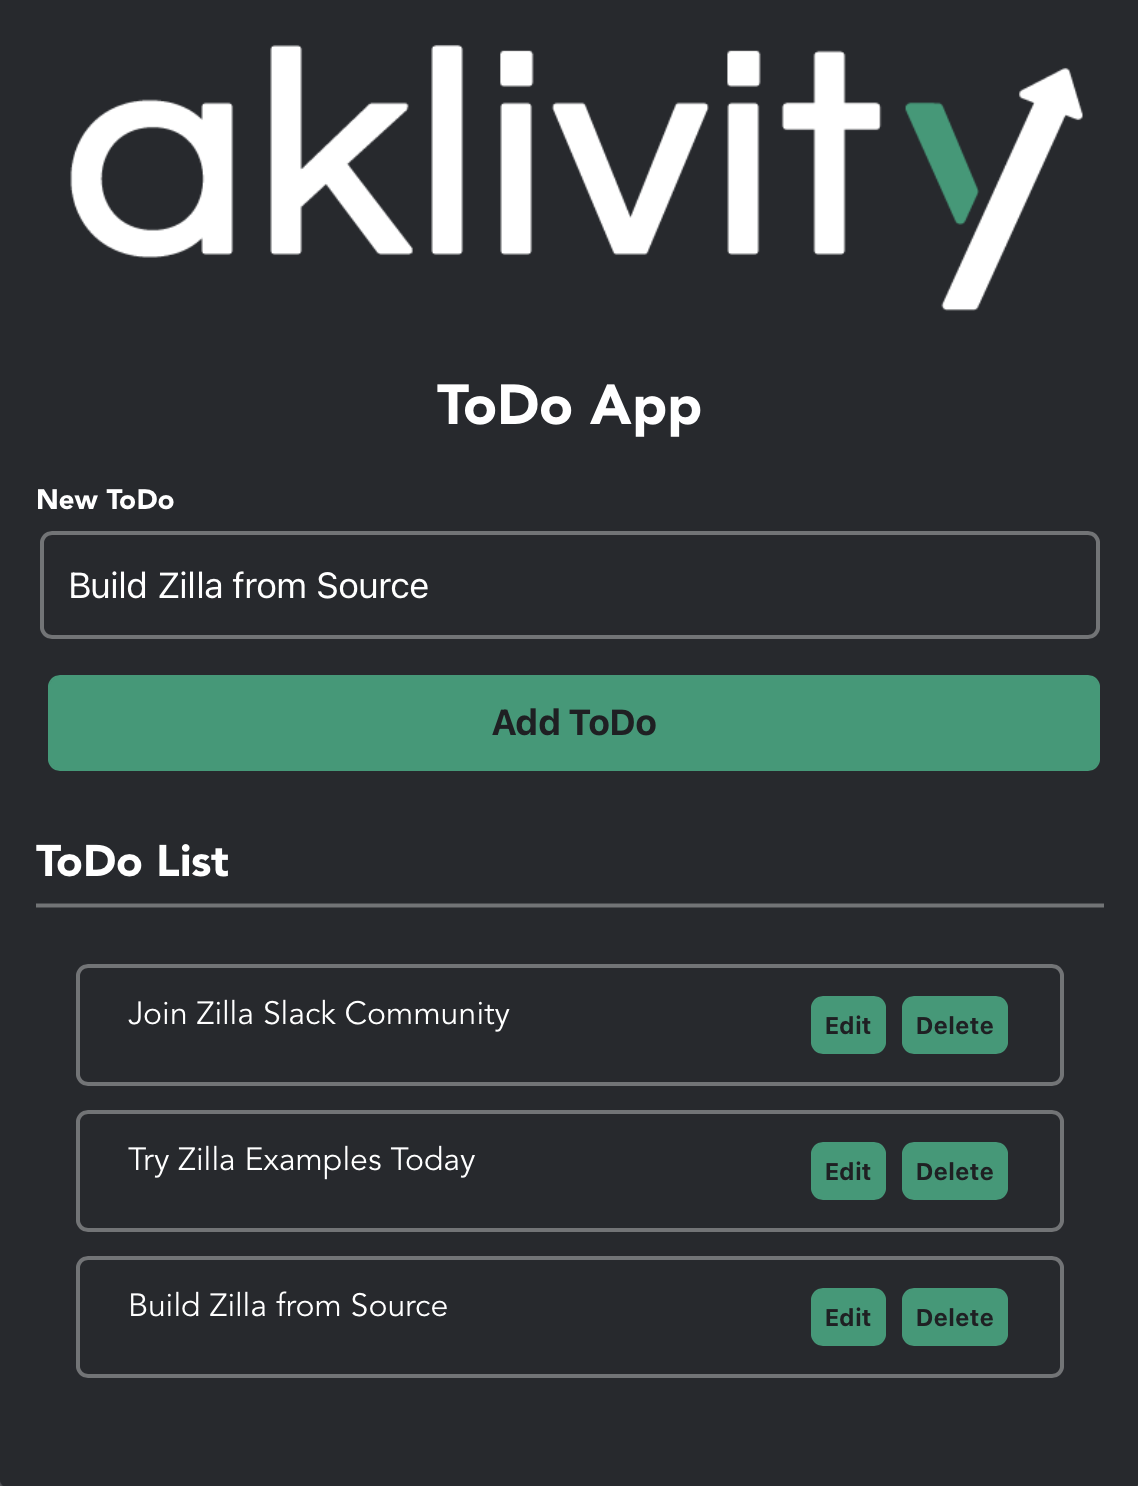 aklivity
ToDo App
New ToDo
Build Zilla from Source
Add ToDo
ToDo List
Join Zilla Slack Community
Edit
Delete
Try Zilla Examples Today
Edit
Delete
Build Zilla from Source
Edit
Delete